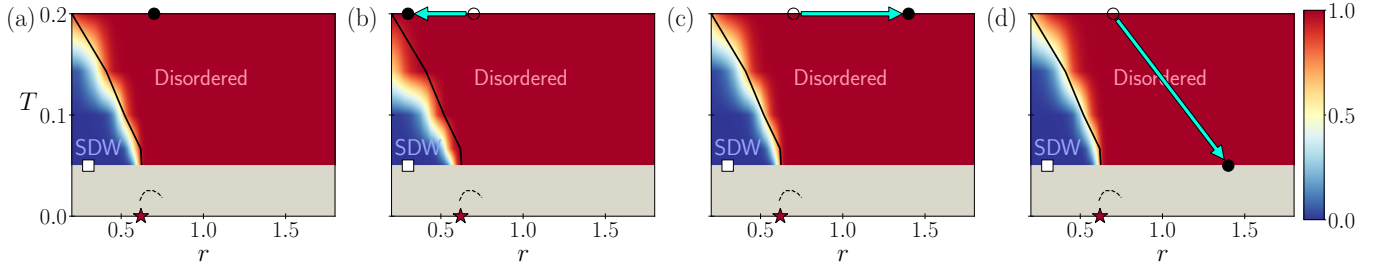 (a) (b) (c) (d)
0.2 1.0
Disordered Disordered Disordered Disordered
T 0.1 0.5
SDW SDW SDW SDW
0.0 0.0
0.5 1.0 1.5 0.5 1.0 1.5 0.5 1.0 1.5 0.5 1.0 1.5
r r r r